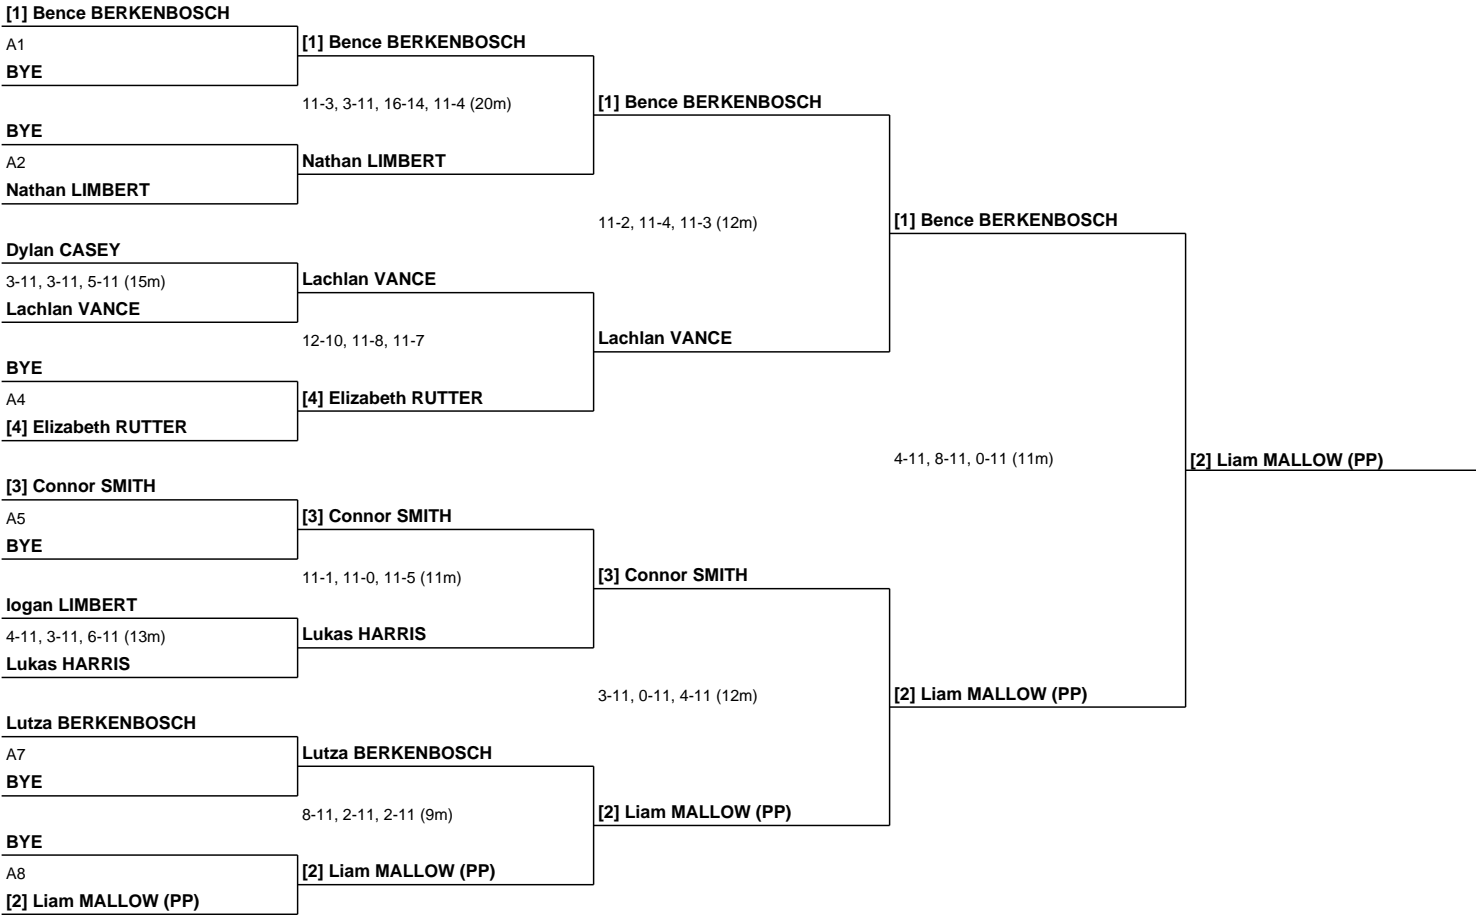 [1] Bence BERKENBOSCH
A1
BYE
BYE
A2
Nathan LIMBERT
Dylan CASEY
3-11, 3-11, 5-11 (15m)
Lachlan VANCE
BYE
A4
[4] Elizabeth RUTTER
[3] Connor SMITH
A5
BYE
logan LIMBERT
4-11, 3-11, 6-11 (13m)
Lukas HARRIS
Lutza BERKENBOSCH
A7
BYE
BYE
A8
[2] Liam MALLOW (PP)
[1] Bence BERKENBOSCH
11-3, 3-11, 16-14, 11-4 (20m)
Nathan LIMBERT
Lachlan VANCE
12-10, 11-8, 11-7
[4] Elizabeth RUTTER
[3] Connor SMITH
11-1, 11-0, 11-5 (11m)
Lukas HARRIS
Lutza BERKENBOSCH
8-11, 2-11, 2-11 (9m)
[2] Liam MALLOW (PP)
[1] Bence BERKENBOSCH
11-2, 11-4, 11-3 (12m)
Lachlan VANCE
[3] Connor SMITH
3-11, 0-11, 4-11 (12m)
[2] Liam MALLOW (PP)
[1] Bence BERKENBOSCH
4-11, 8-11, 0-11 (11m)
[2] Liam MALLOW (PP)
[2] Liam MALLOW (PP)